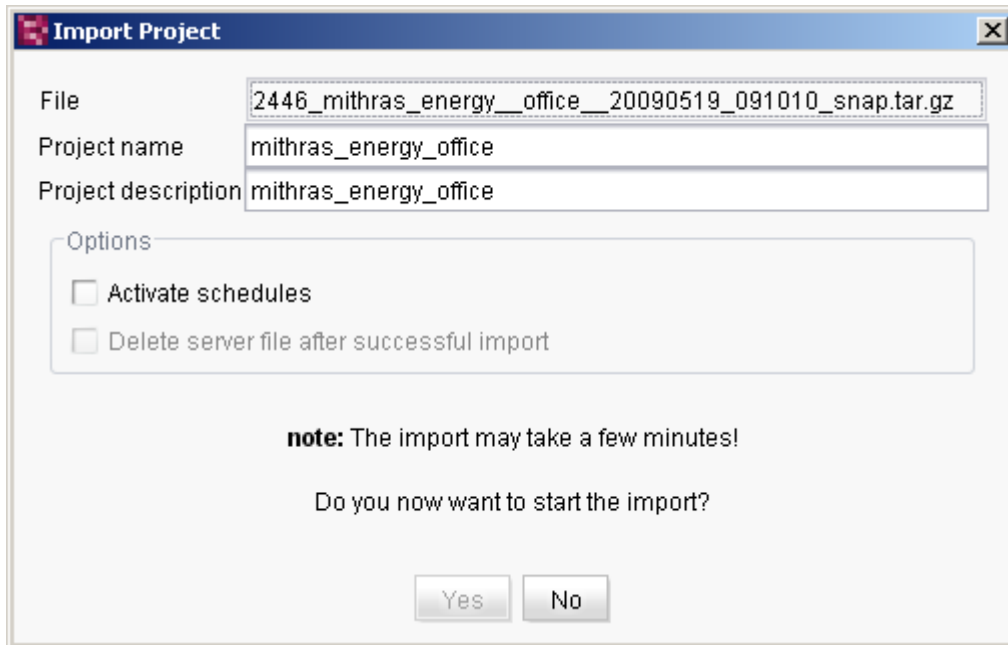 Import Project
File 2446_mithras_energy__office__20090519_091010_snap.tar.gz
Project name mithras_energy_office
Project description mithras_energy_office
Options
Activate schedules
Delete server file after successful import
note: The import may take a few minutes!
Do you now want to start the import?
Yes No